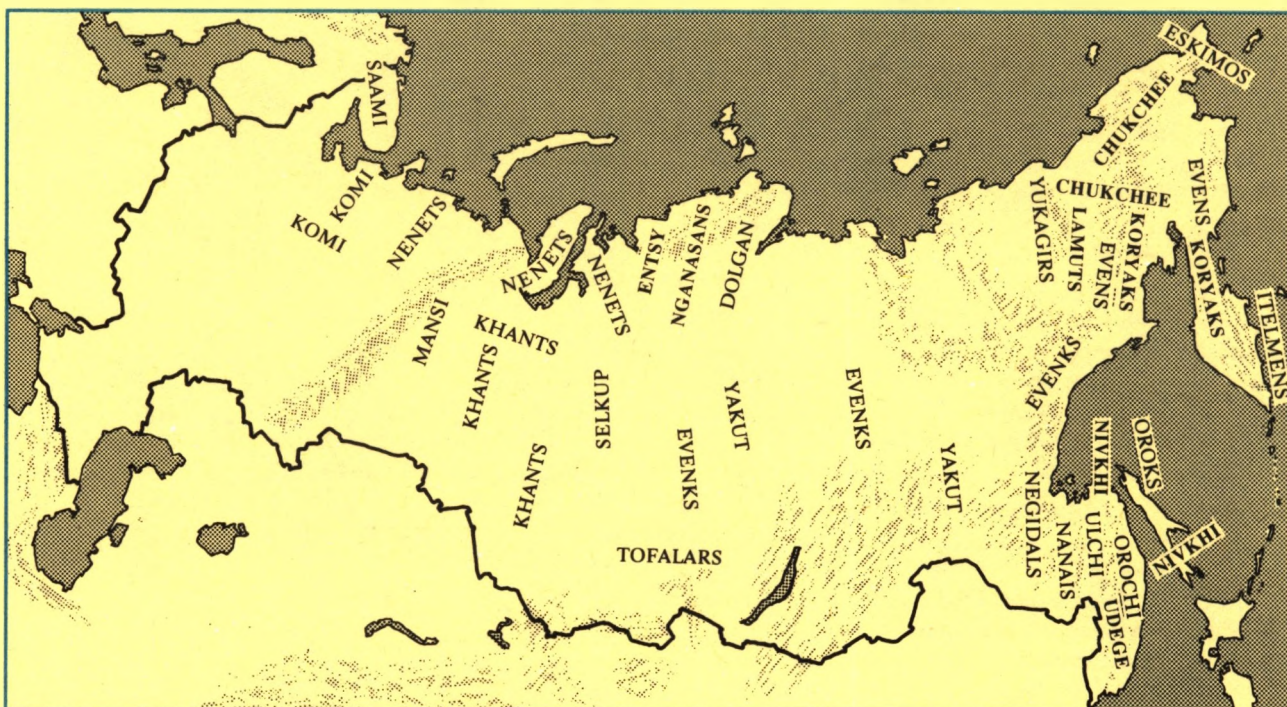 SAAMI
KOMI
KOMI
NENETS
NENETS
NENETS
ENTSY
NGANASANS
DOLGAN
MANSI
KHANTS
KHANTS
KHANTS
SELKUP
EVENKS
YAKUT
EVENKS
YAKUT
TOFALARS
ESKIMOS
CHUKCHEE
CHUKCHEE
YUKAGIRS
LAMUTS
EVENS
KORYAKS
EVENS
KORYAKS
ITELMENS
EVENKS
NEGIDALS
NANAIS
NIVKHI
ULCHI
OROCHI
UDEGE
OROKS
NIVKHI